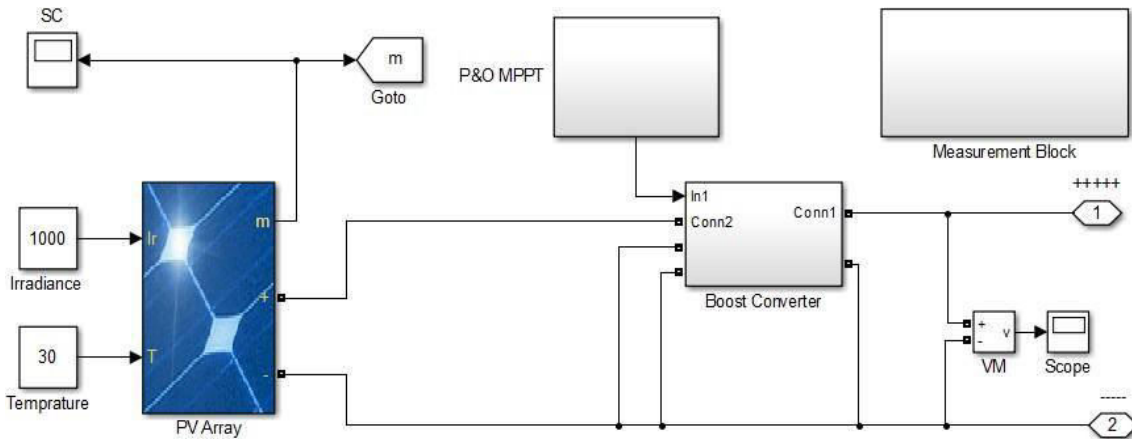 SC
m
Goto
P&O MPPT
Measurement Block
+++++
1
In1
Conn2
Conn1
Boost Converter
1000
Irradiance
Ir
m
+
30
Temprature
T
-
PV Array
+
-
v
VM
Scope
-----
2